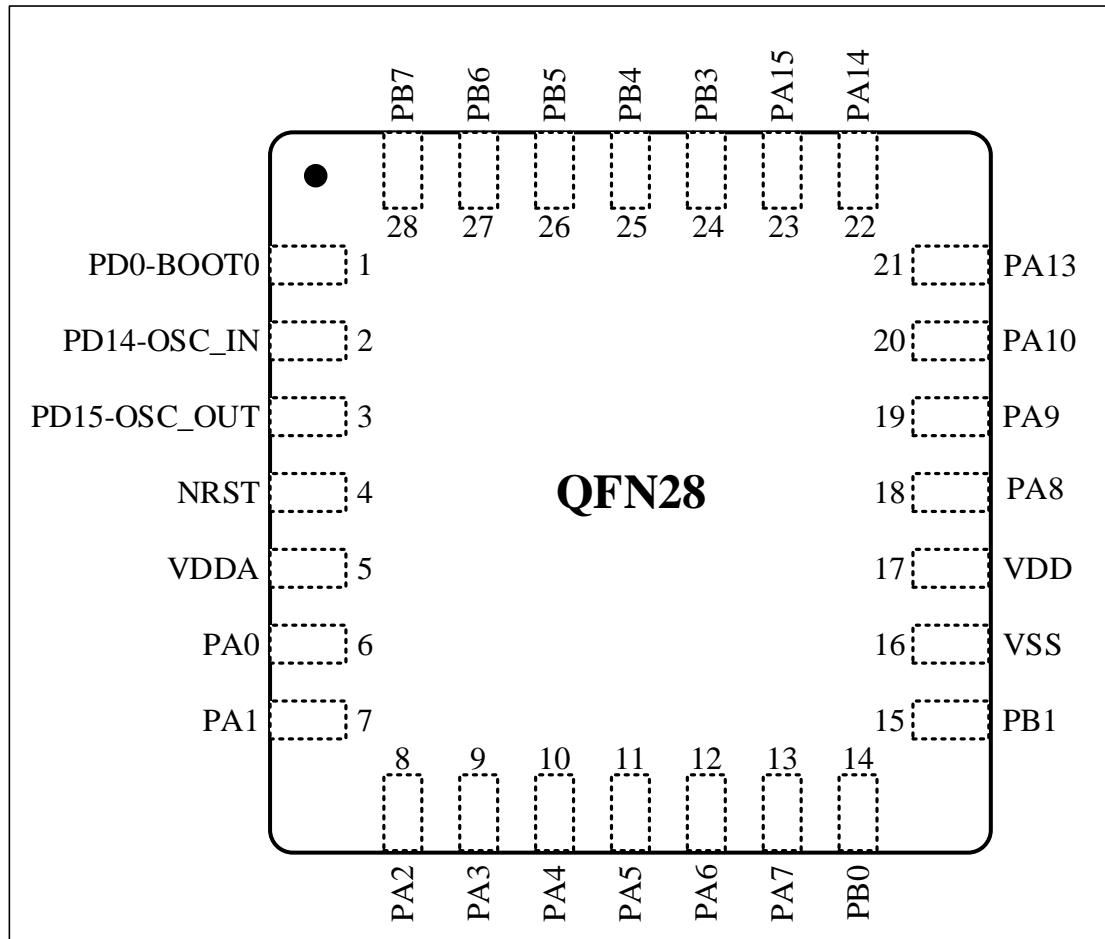 PB7 PB6 PB5 PB4 PB3 PA15 PA14
28 27 26 25 24 23 22
PD0-BOOT0 1 21 PA13
PD14-OSC_IN 2 20 PA10
PD15-OSC_OUT 3 19 PA9
NRST 4 QFN28 18 PA8
VDDA 5 17 VDD
PA0 6 16 VSS
PA1 7 15 PB1
8 9 10 11 12 13 14
PA2 PA3 PA4 PA5 PA6 PA7 PB0